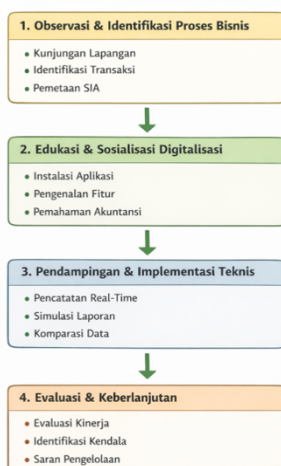 1. Observasi & Identifikasi Proses Bisnis
• Kunjungan Lapangan
• Identifikasi Transaksi
• Pemetaan SIA
2. Edukasi & Sosialisasi Digitalisasi
• Instalasi Aplikasi
• Pengenalan Fitur
• Pemahaman Akuntansi
3. Pendampingan & Implementasi Teknis
• Pencatatan Real-Time
• Simulasi Laporan
• Komparasi Data
4. Evaluasi & Keberlanjutan
• Evaluasi Kinerja
• Identifikasi Kendala
• Saran Pengelolaan